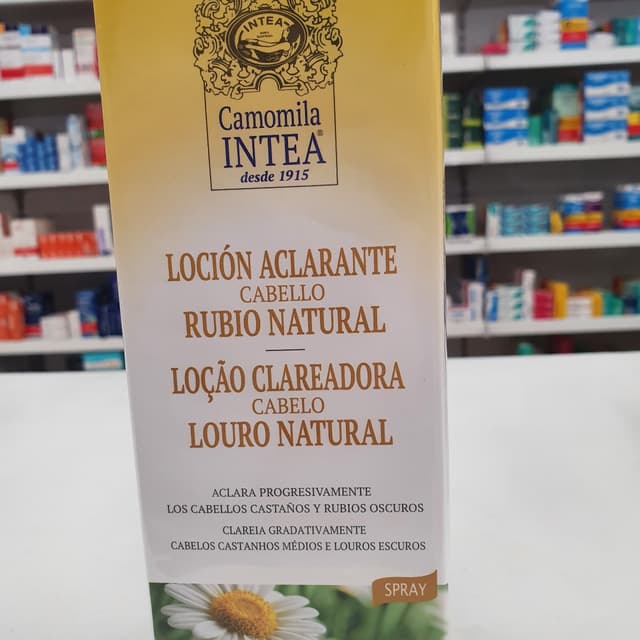 INTEA
Camomila
INTEA®
desde 1915
LOCIÓN ACLARANTE
CABELLO
RUBIO NATURAL
LOÇÃO CLAREADORA
CABELO
LOURO NATURAL
ACLARA PROGRESIVAMENTE
LOS CABELLOS CASTAÑOS Y RUBIOS OSCUROS
CLAREIA GRADATIVAMENTE
CABELOS CASTANHOS MÉDIOS E LOUROS ESCUROS
SPRAY